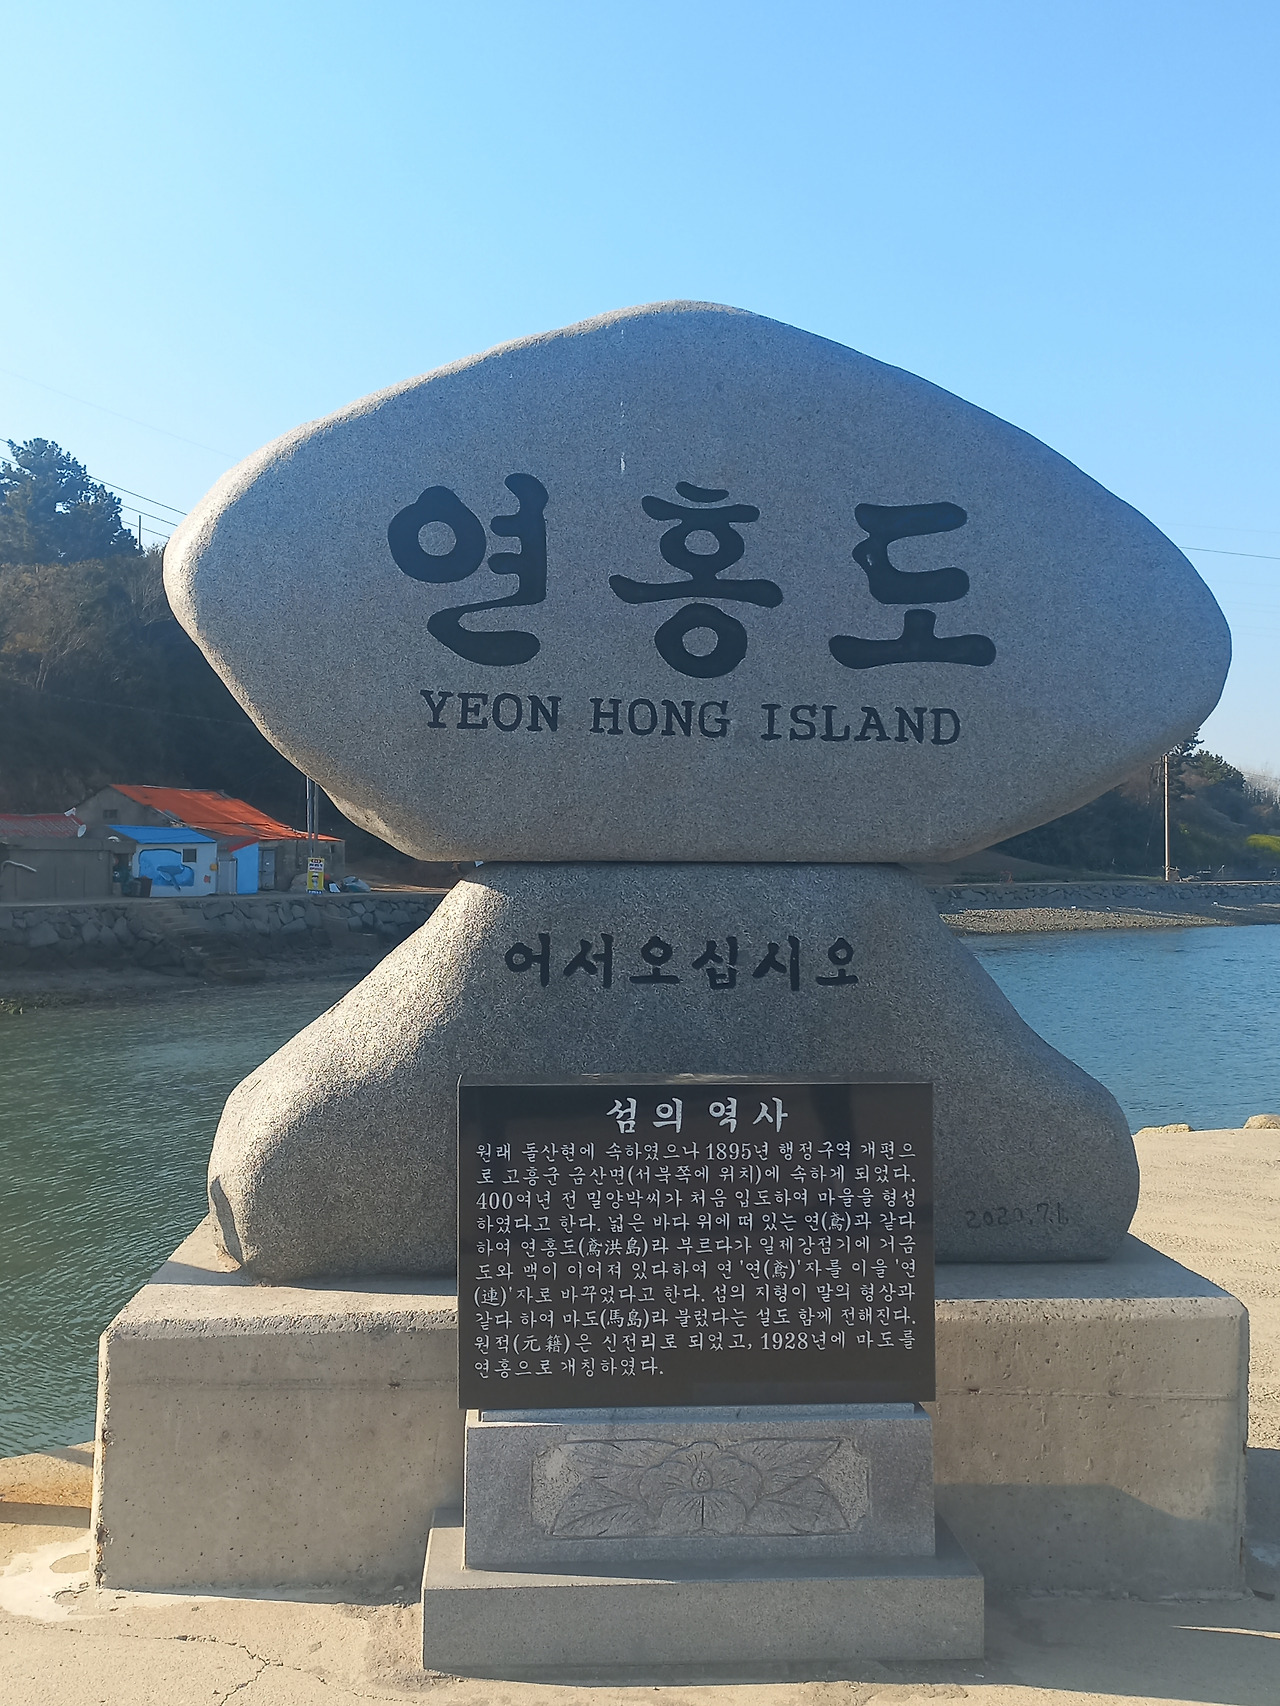 연홍도
YEON HONG ISLAND
어서오십시오
섬의 역사
원래 돌산현에 속하였으나 1895년 행정구역 개편으
로 고흥군 금산면(서북쪽에 위치)에 속하게 되었다.
400여년 전 밀양박씨가 처음 입도하여 마을을 형성
하였다고 한다. 넓은 바다 위에 떠 있는 연(鳶)과 같다
하여 연홍도(鳶洪島)라 부르다가 일제강점기에 거금
도와 맥이 이어져 있다하여 연 '연(鳶)'자를 이을 '연
(連)'자로 바꾸었다고 한다. 섬의 지형이 말의 형상과
같다 하여 마도(馬島)라 불렀다는 설도 함께 전해진다.
원적(元籍)은 신전리로 되었고, 1928년에 마도를
연홍으로 개칭하였다.
2020.7.1.